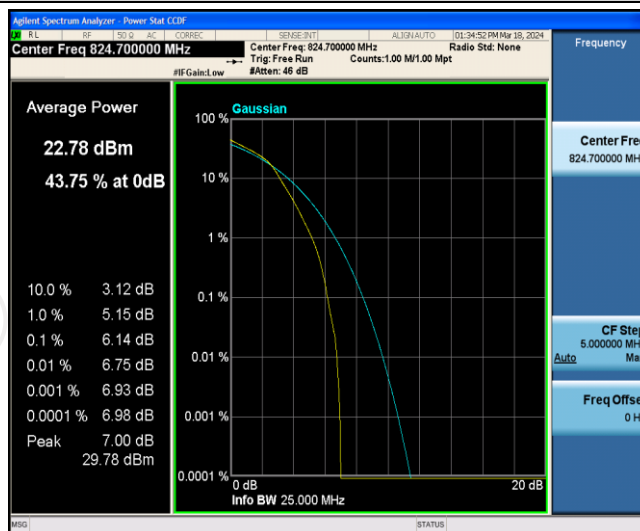 Agilent Spectrum Analyzer - Power Stat CCDF
RL RF 50 Ω AC CORREC SENSE:INT ALIGNAUTO 01:34:52 PM Mar 18, 2024
Center Freq 824.700000 MHz
Center Freq: 824.700000 MHz Radio Std: None
Trig: Free Run Counts:1.00 M/1.00 Mpt
#IFGain:Low #Atten: 46 dB
Frequency
Average Power
22.78 dBm
43.75 % at 0dB
10.0 % 3.12 dB
1.0 % 5.15 dB
0.1 % 6.14 dB
0.01 % 6.75 dB
0.001 % 6.93 dB
0.0001 % 6.98 dB
Peak 7.00 dB
29.78 dBm
Gaussian
100 %
10 %
1 %
0.1 %
0.01 %
0.001 %
0.0001 %
0 dB 20 dB
Info BW 25.000 MHz
Center Fre
824.700000 MH
CF Step
5.000000 MH
Auto Ma
Freq Offse
0 H
MSG STATUS